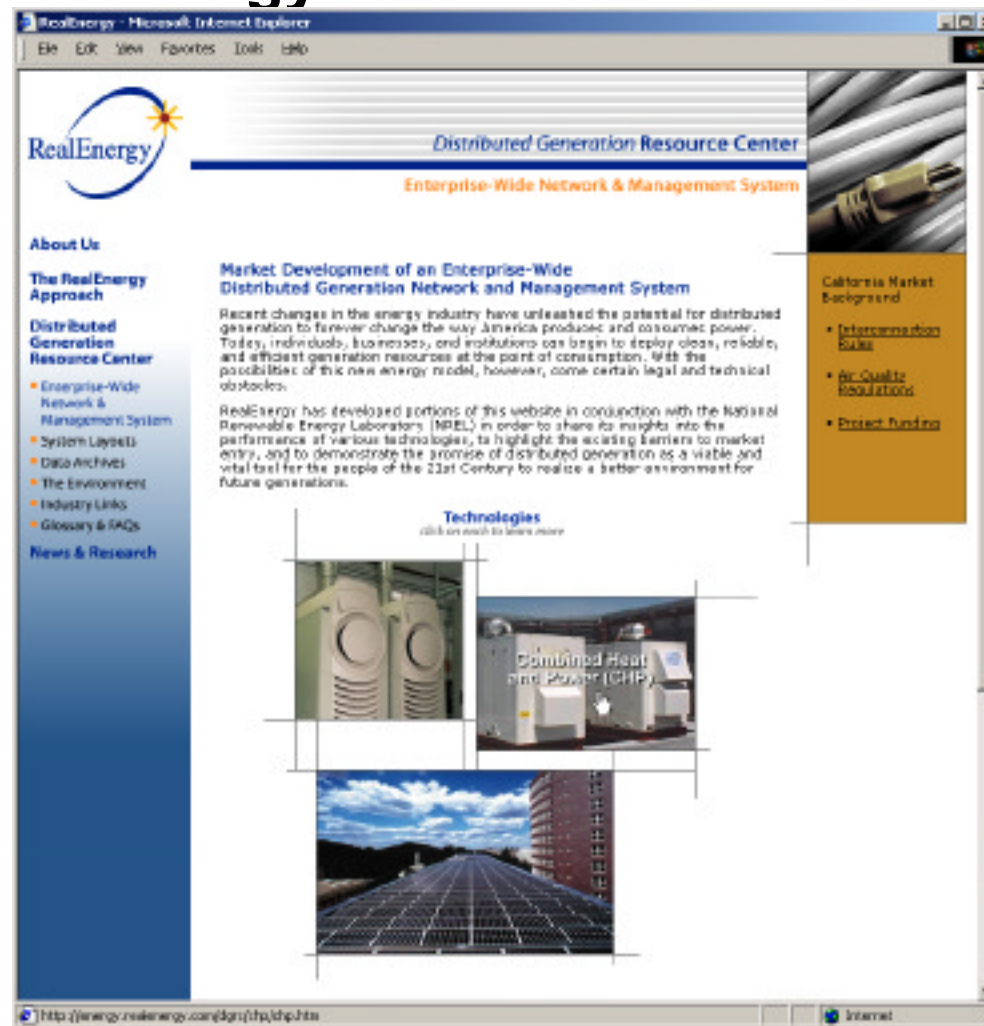 RealEnergy - Microsoft Internet Explorer
File Edit View Favorites Tools Help
RealEnergy
Distributed Generation Resource Center
Enterprise-Wide Network & Management System
About Us
The RealEnergy
Approach
Distributed
Generation
Resource Center
Enterprise-Wide
Network &
Management System
System Layouts
Data Archives
The Environment
Industry Links
Glossary & FAQs
News & Research
Market Development of an Enterprise-Wide
Distributed Generation Network and Management System
Recent changes in the energy industry have unleashed the potential for distributed
generation to forever change the way America produces and consumes power.
Today, individuals, businesses, and institutions can begin to deploy clean, reliable,
and efficient generation resources at the point of consumption. With the
possibilities of this new energy model, however, come certain legal and technical
obstacles.
RealEnergy has developed portions of this website in conjunction with the National
Renewable Energy Laboratory (NREL) in order to share its insights into the
performance of various technologies, to highlight the existing barriers to market
entry, and to demonstrate the promise of distributed generation as a viable and
vital tool for the people of the 21st Century to realize a better environment for
future generations.
Technologies
click on each to learn more
Combined Heat
and Power (CHP)
California Market
Background
• Interconnection
Rules
• Air Quality
Regulations
• Project Funding
http://energy.realenergy.com/dgrc/chp/chp.htm
Internet